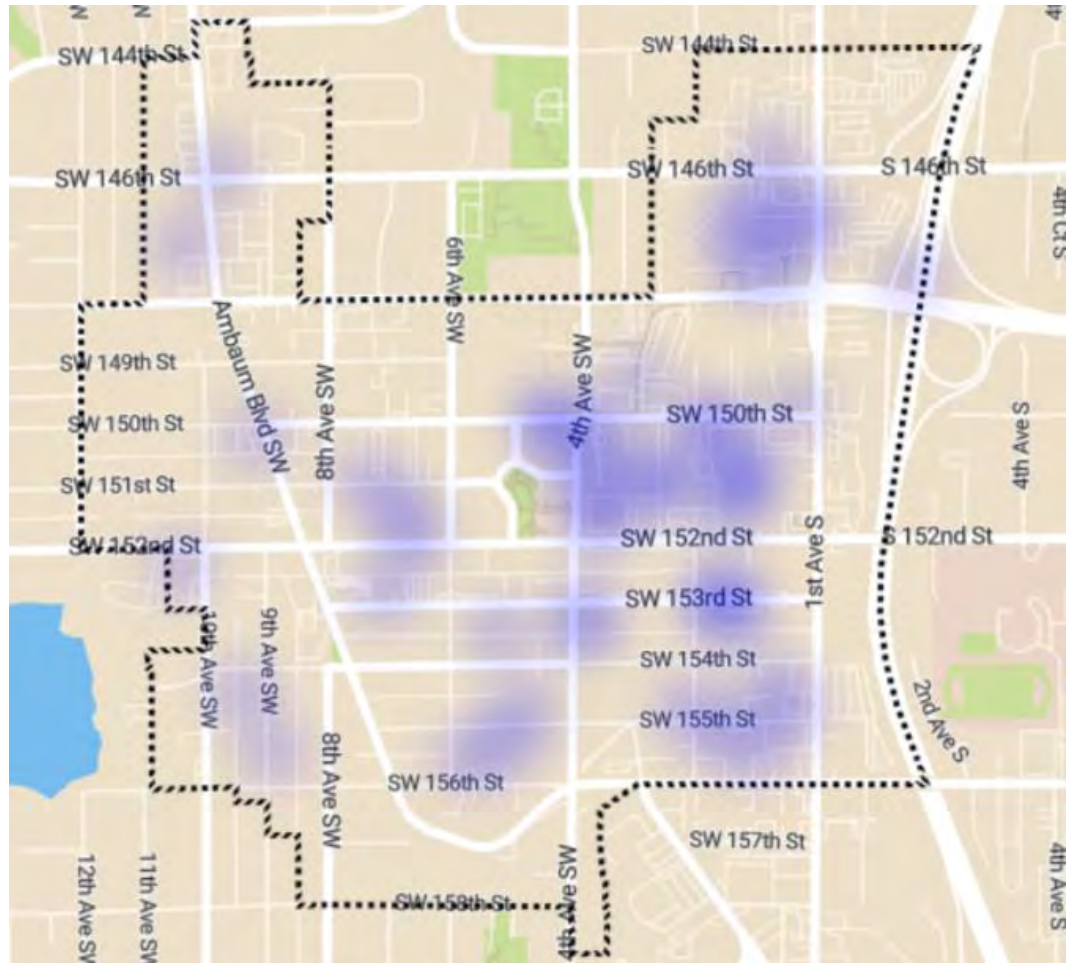 SW 144th St
SW 144th St
SW 146th St
SW 146th St
S 146th St
4th Ct S
6th Ave SW
Ambaum Blvd SW
SW 149th St
8th Ave SW
4th Ave SW
SW 150th St
SW 150th St
4th Ave S
SW 151st St
SW 152nd St
SW 152nd St
S 152nd St
1st Ave S
SW 153rd St
10th Ave SW
9th Ave SW
SW 154th St
SW 155th St
2nd Ave S
8th Ave SW
SW 156th St
SW 157th St
12th Ave SW
11th Ave SW
4th Ave SW
4th Ave S
SW 158th St